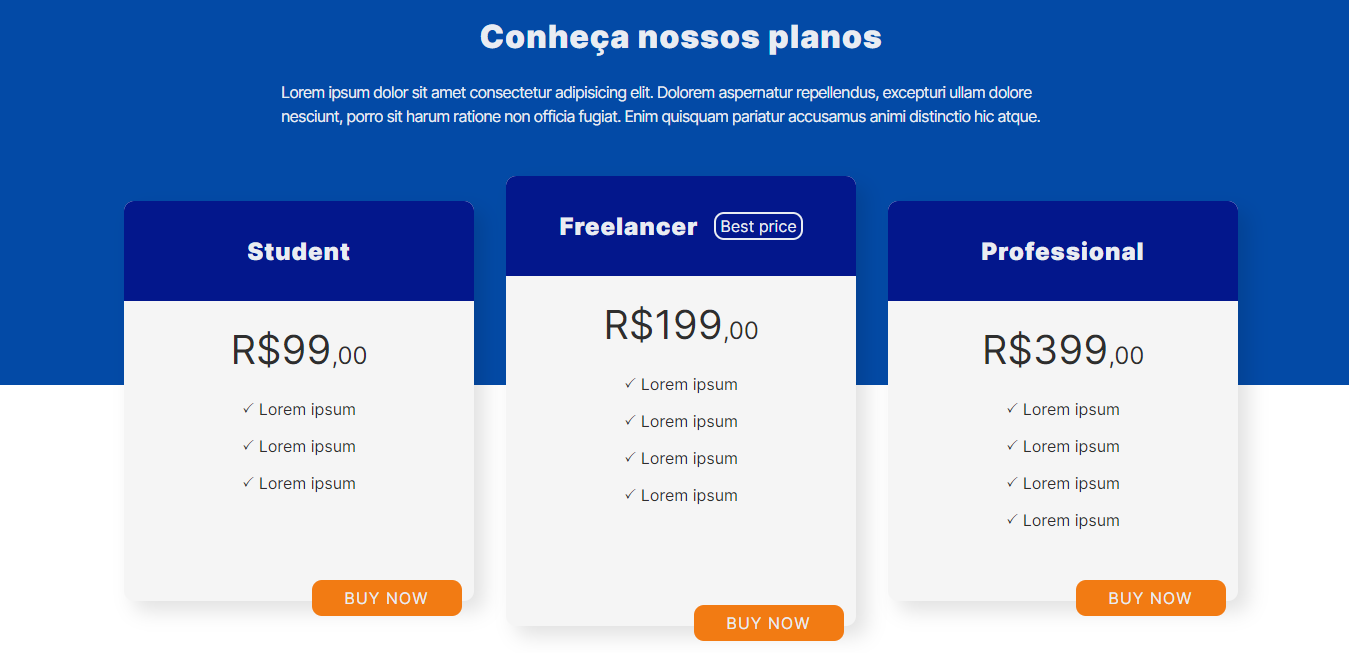 Conheça nossos planos
Lorem ipsum dolor sit amet consectetur adipisicing elit. Dolorem aspernatur repellendus, excepturi ullam dolore
nesciunt, porro sit harum ratione non officia fugiat. Enim quisquam pariatur accusamus animi distinctio hic atque.
Student
R$99,00
✓ Lorem ipsum
✓ Lorem ipsum
✓ Lorem ipsum
BUY NOW
Freelancer Best price
R$199,00
✓ Lorem ipsum
✓ Lorem ipsum
✓ Lorem ipsum
✓ Lorem ipsum
BUY NOW
Professional
R$399,00
✓ Lorem ipsum
✓ Lorem ipsum
✓ Lorem ipsum
✓ Lorem ipsum
BUY NOW